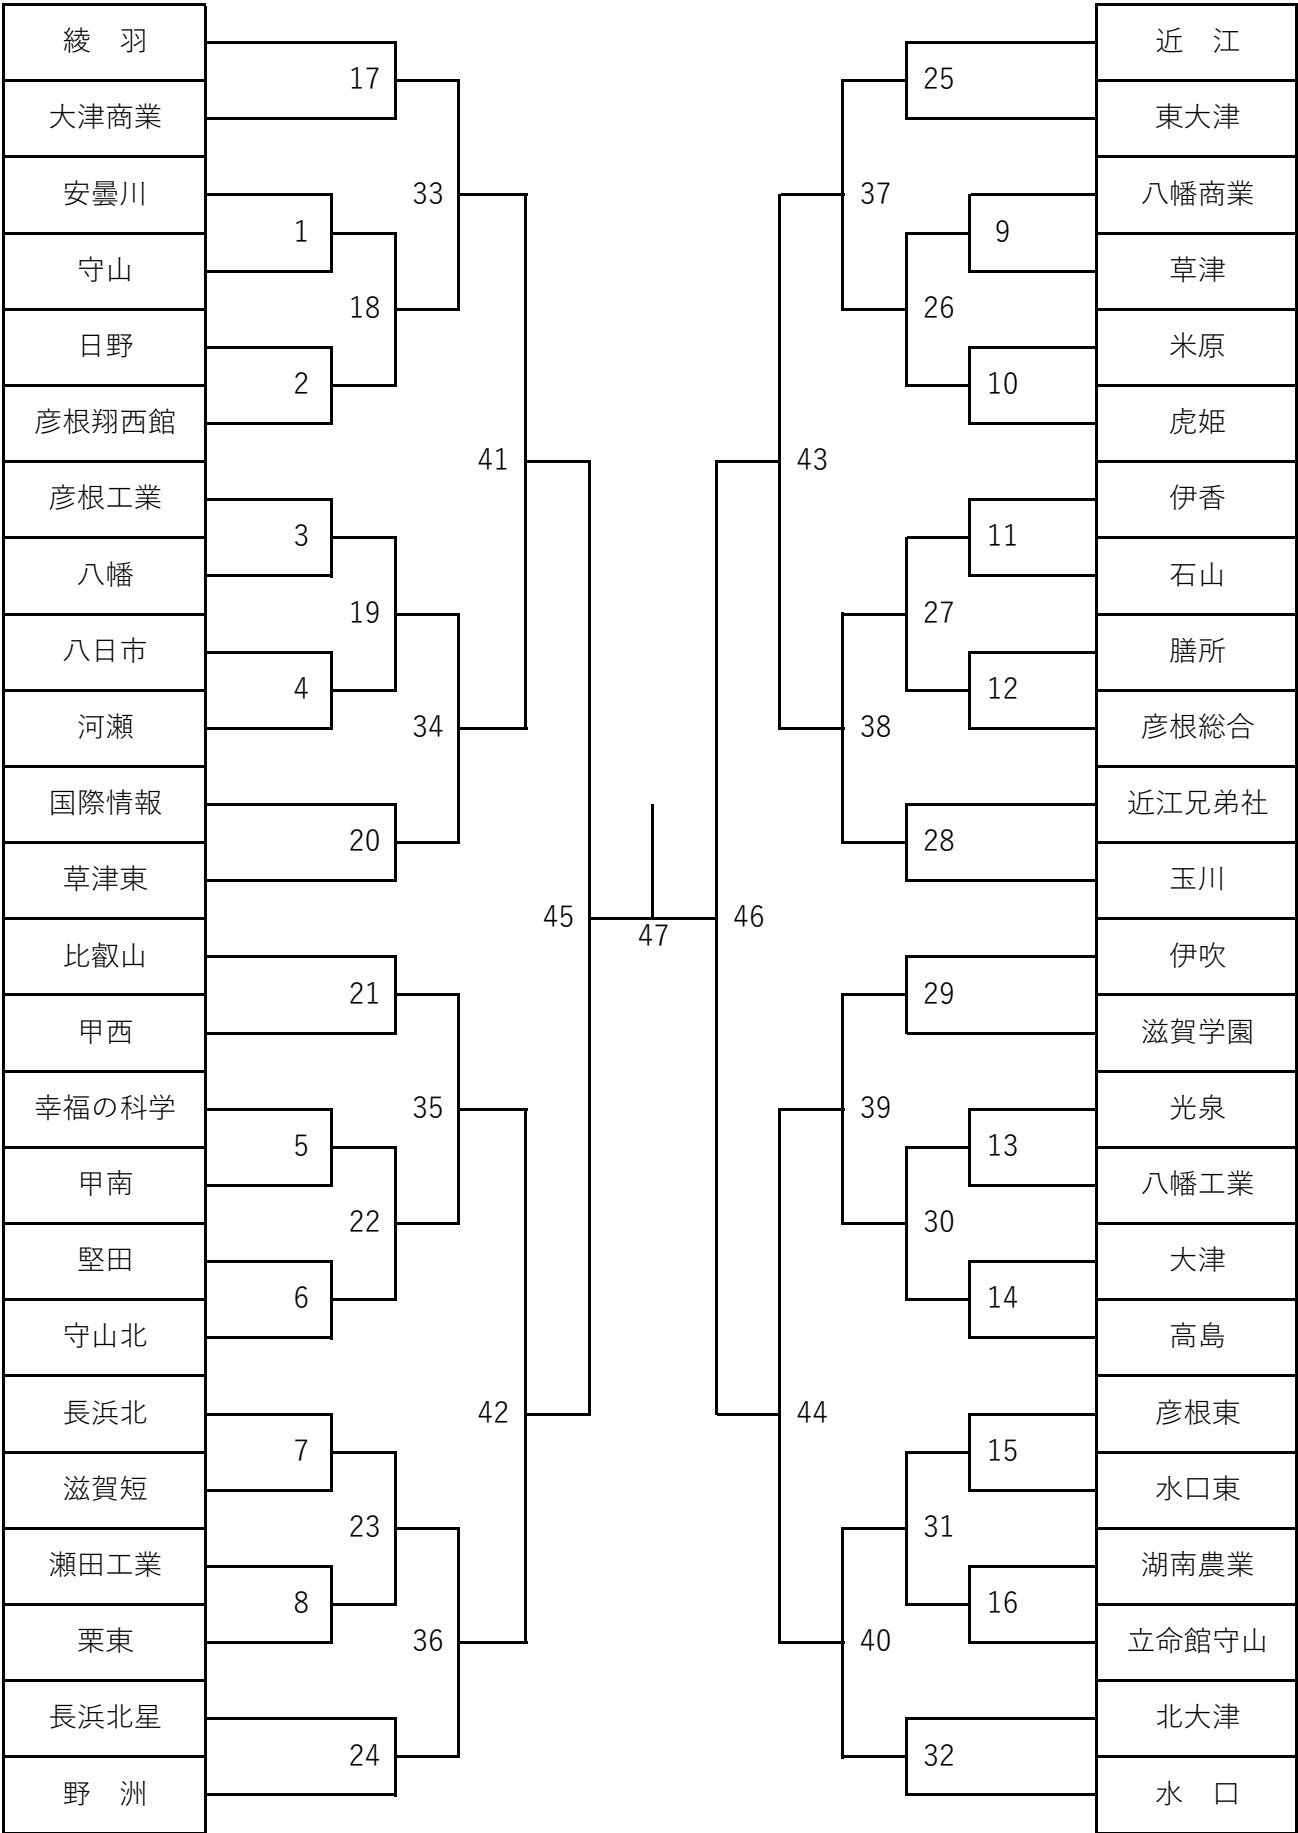 綾　羽
大津商業
安曇川
守山
日野
彦根翔西館
彦根工業
八幡
八日市
河瀬
国際情報
草津東
比叡山
甲西
幸福の科学
甲南
堅田
守山北
長浜北
滋賀短
瀬田工業
栗東
長浜北星
野　洲
1
2
3
4
5
6
7
8
17
18
19
20
21
22
23
24
33
34
35
36
41
42
45
47
46
43
44
37
38
39
40
25
26
27
28
29
30
31
32
9
10
11
12
13
14
15
16
近　江
東大津
八幡商業
草津
米原
虎姫
伊香
石山
膳所
彦根総合
近江兄弟社
玉川
伊吹
滋賀学園
光泉
八幡工業
大津
高島
彦根東
水口東
湖南農業
立命館守山
北大津
水　口